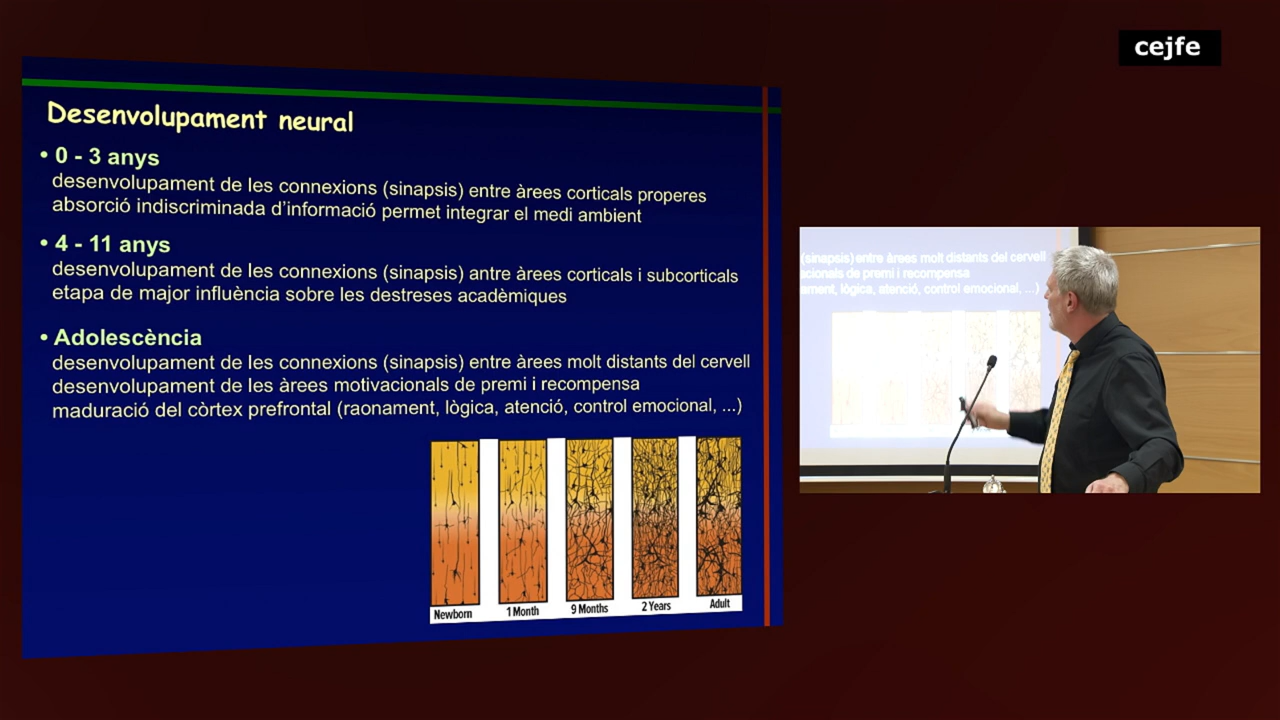 cejfe
Desenvolupament neural
• 0 - 3 anys
desenvolupament de les connexions (sinapsis) entre àrees corticals properes
absorció indiscriminada d'informació permet integrar el medi ambient
• 4 - 11 anys
desenvolupament de les connexions (sinapsis) antre àrees corticals i subcorticals
etapa de major influència sobre les destreses acadèmiques
• Adolescència
desenvolupament de les connexions (sinapsis) entre àrees molt distants del cervell
desenvolupament de les àrees motivacionals de premi i recompensa
maduració del còrtex prefrontal (raonament, lògica, atenció, control emocional, ...)
Newborn
1 Month
9 Months
2 Years
Adult
(sinapsis) entre àrees molt distants del cervell
acionals de premi i recompensa
ament, lògica, atenció, control emocional, ...)